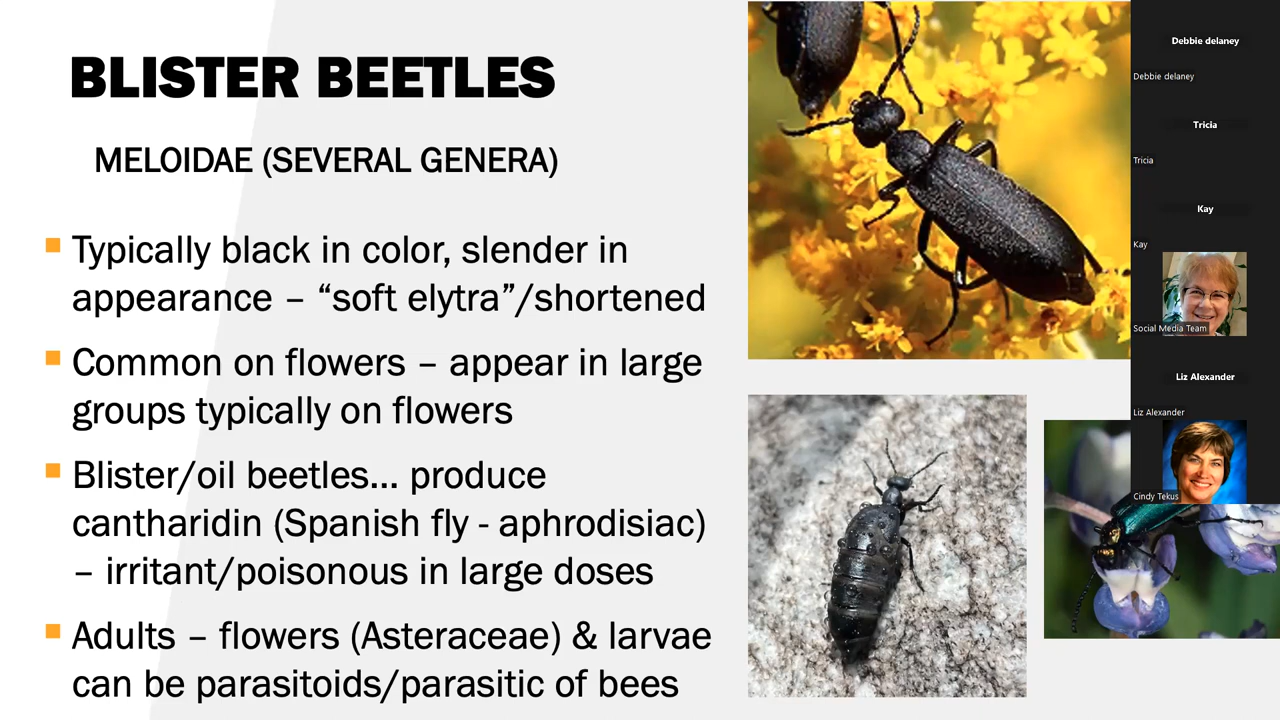 BLISTER BEETLES
MELOIDAE (SEVERAL GENERA)
Typically black in color, slender in
appearance – “soft elytra”/shortened
Common on flowers – appear in large
groups typically on flowers
Blister/oil beetles... produce
cantharidin (Spanish fly - aphrodisiac)
– irritant/poisonous in large doses
Adults – flowers (Asteraceae) & larvae
can be parasitoids/parasitic of bees
Debbie delaney
Debbie delaney
Tricia
Tricia
Kay
Kay
Social Media Team
Liz Alexander
Liz Alexander
Cindy Tekus